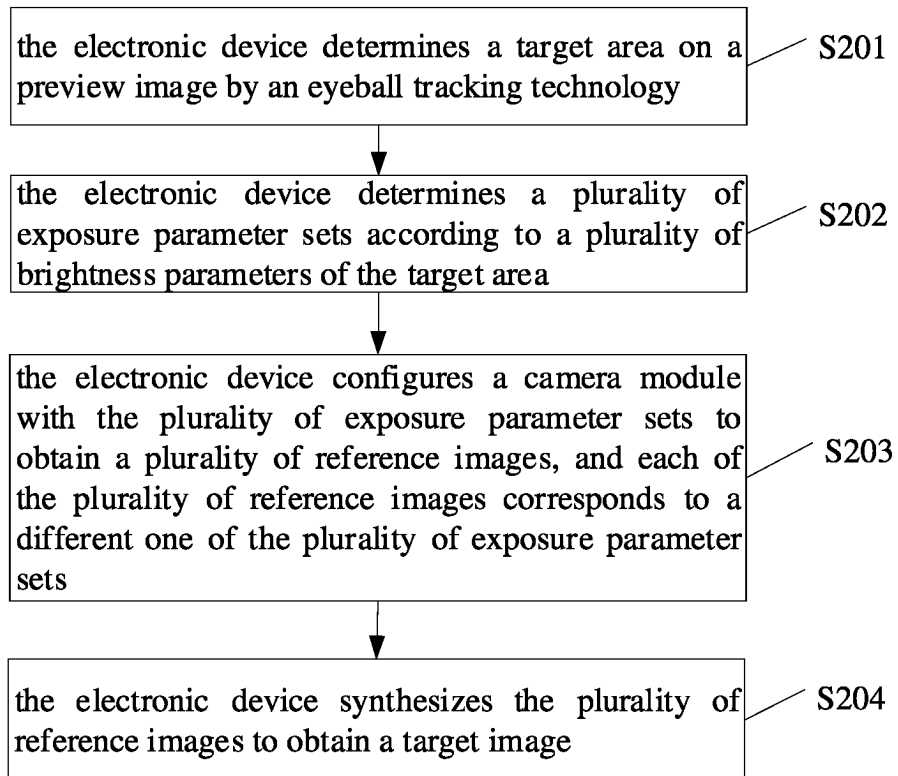 the electronic device determines a target area on a
preview image by an eyeball tracking technology
S201
the electronic device determines a plurality of
exposure parameter sets according to a plurality of
brightness parameters of the target area
S202
the electronic device configures a camera module
with the plurality of exposure parameter sets to
obtain a plurality of reference images, and each of
the plurality of reference images corresponds to a
different one of the plurality of exposure parameter
sets
S203
the electronic device synthesizes the plurality of
reference images to obtain a target image
S204